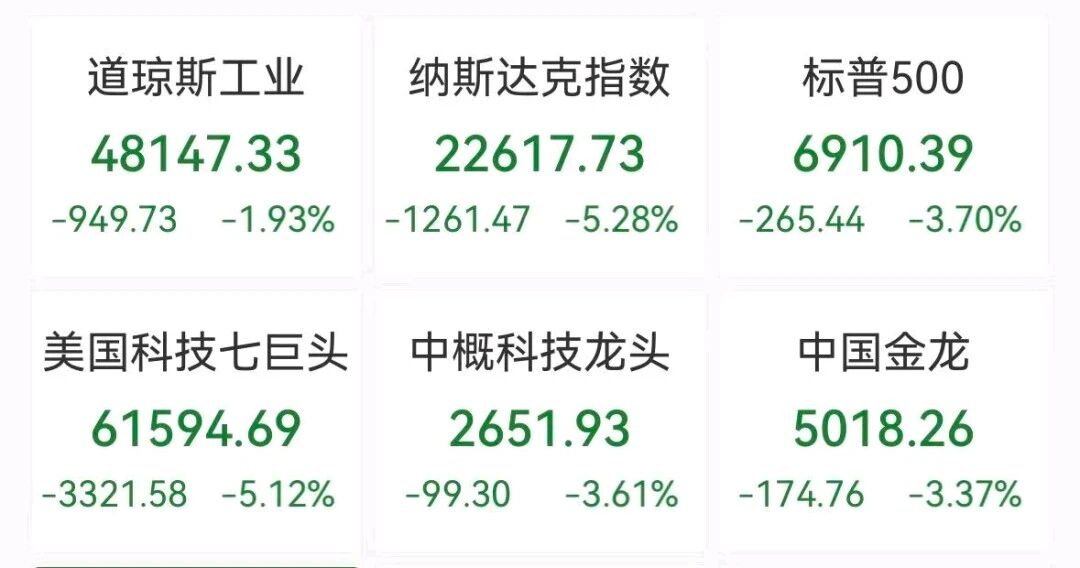 道琼斯工业 纳斯达克指数 标普500
48147.33 22617.73 6910.39
-949.73 -1.93% -1261.47 -5.28% -265.44 -3.70%
美国科技七巨头 中概科技龙头 中国金龙
61594.69 2651.93 5018.26
-3321.58 -5.12% -99.30 -3.61% -174.76 -3.37%